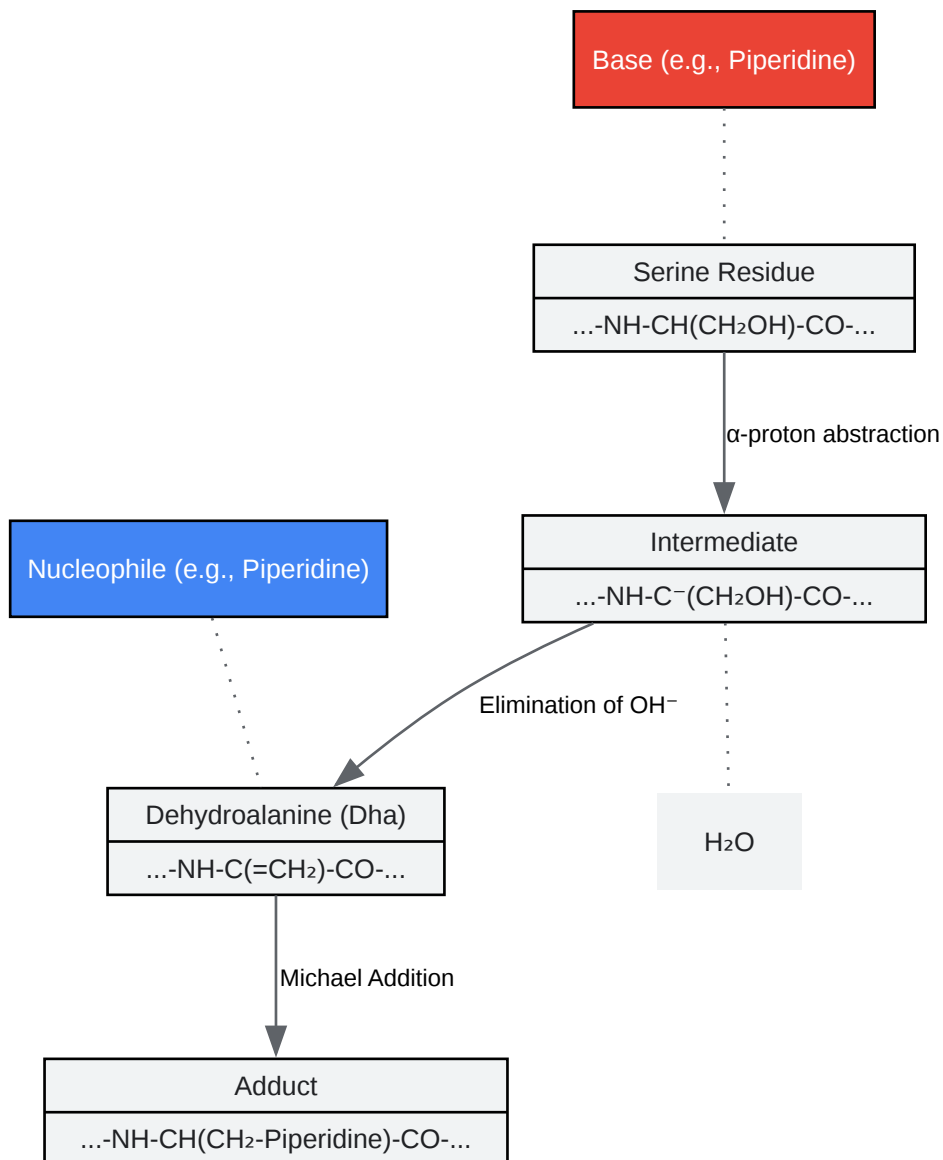 Base (e.g., Piperidine)
Serine Residue
...-NH-CH(CH₂OH)-CO-...
α-proton abstraction
Intermediate
...-NH-C⁻(CH₂OH)-CO-...
Nucleophile (e.g., Piperidine)
Elimination of OH⁻
Dehydroalanine (Dha)
...-NH-C(=CH₂)-CO-...
H₂O
Michael Addition
Adduct
...-NH-CH(CH₂-Piperidine)-CO-...